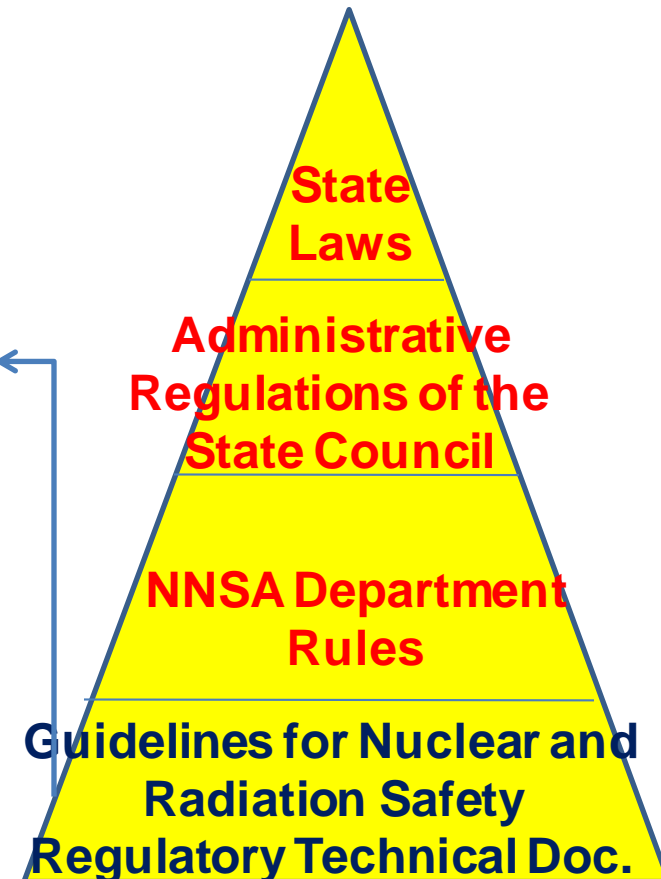 State
Laws
Administrative
Regulations of the
State Council
NNSA Department
Rules
Guidelines for Nuclear and
Radiation Safety
Regulatory Technical Doc.